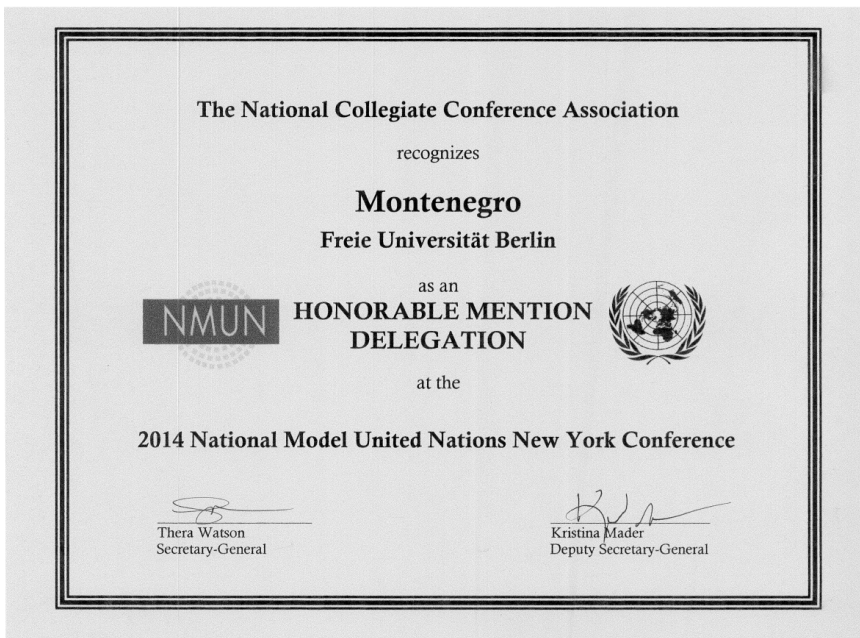 The National Collegiate Conference Association
recognizes
Montenegro
Freie Universität Berlin
as an
HONORABLE MENTION
DELEGATION
NMUN
at the
2014 National Model United Nations New York Conference
Thera Watson
Secretary-General
Kristina Mader
Deputy Secretary-General